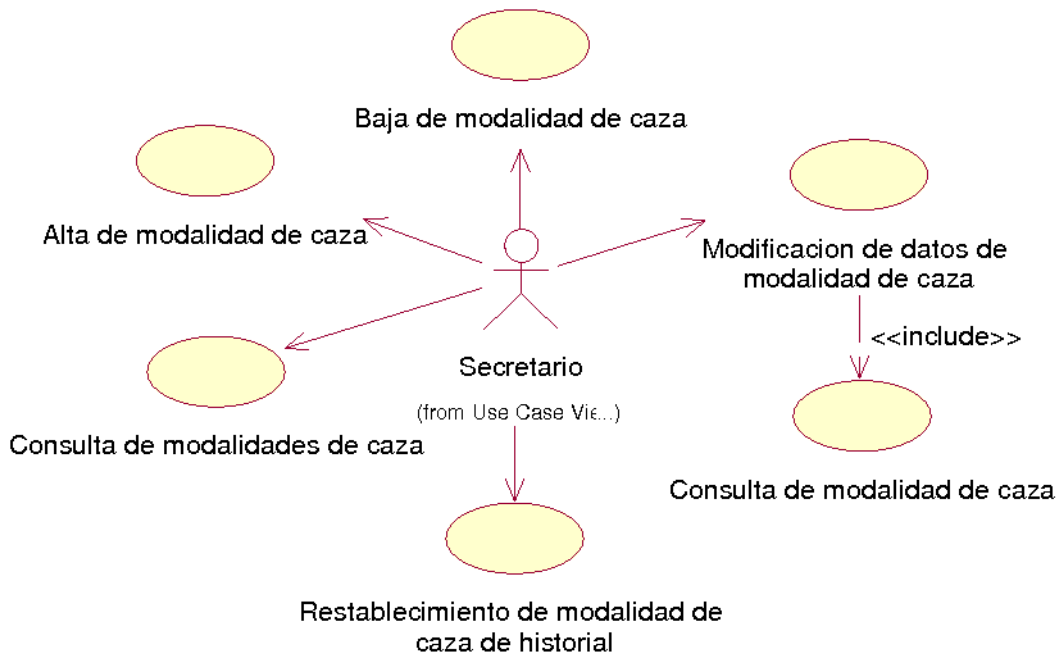 Baja de modalidad de caza
Alta de modalidad de caza
Modificacion de datos de
modalidad de caza
<<include>>
Secretario
(from Use Case Vie...)
Consulta de modalidades de caza
Consulta de modalidad de caza
Restablecimiento de modalidad de
caza de historial